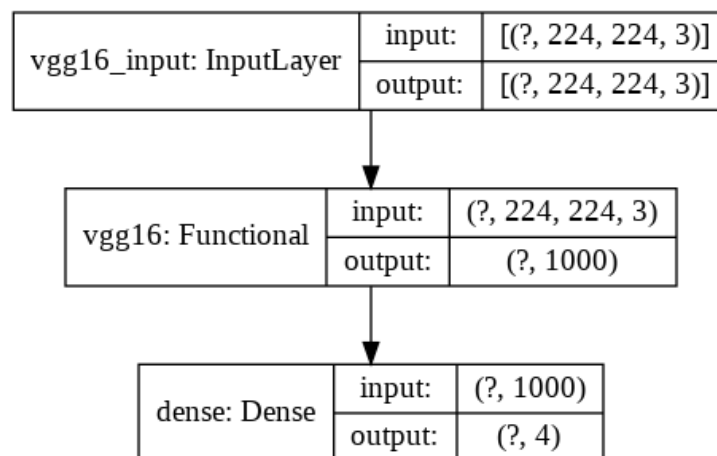 vgg16_input: InputLayer
input: [(?, 224, 224, 3)]
output: [(?, 224, 224, 3)]
vgg16: Functional
input: (?, 224, 224, 3)
output: (?, 1000)
dense: Dense
input: (?, 1000)
output: (?, 4)